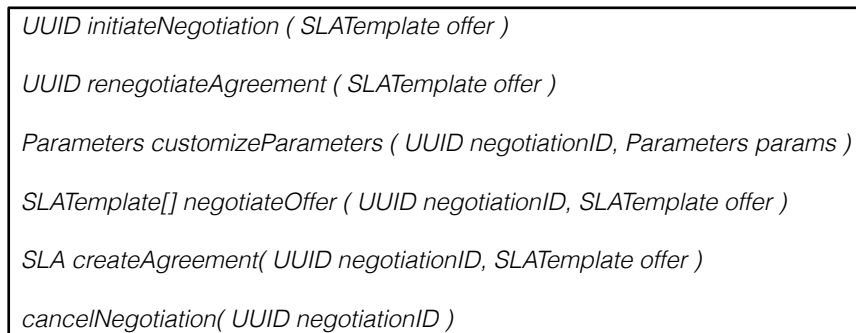 UUID initiateNegotiation ( SLATemplate offer )
UUID renegotiateAgreement ( SLATemplate offer )
Parameters customizeParameters ( UUID negotiationID, Parameters params )
SLATemplate[] negotiateOffer ( UUID negotiationID, SLATemplate offer )
SLA createAgreement( UUID negotiationID, SLATemplate offer )
cancelNegotiation( UUID negotiationID )